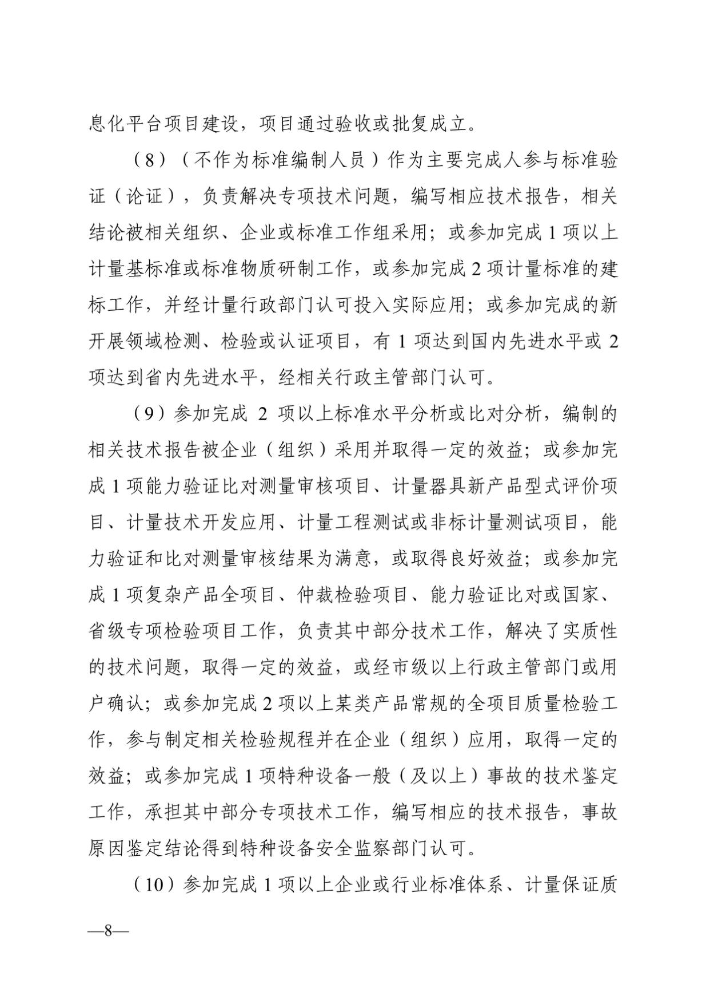 息化平台项目建设，项目通过验收或批复成立。
（8）（不作为标准编制人员）作为主要完成人参与标准验
证（论证），负责解决专项技术问题，编写相应技术报告，相关
结论被相关组织、企业或标准工作组采用；或参加完成 1 项以上
计量基标准或标准物质研制工作，或参加完成 2 项计量标准的建
标工作，并经计量行政部门认可投入实际应用；或参加完成的新
开展领域检测、检验或认证项目，有 1 项达到国内先进水平或 2
项达到省内先进水平，经相关行政主管部门认可。
（9）参加完成 2 项以上标准水平分析或比对分析，编制的
相关技术报告被企业（组织）采用并取得一定的效益；或参加完
成 1 项能力验证比对测量审核项目、计量器具新产品型式评价项
目、计量技术开发应用、计量工程测试或非标计量测试项目，能
力验证和比对测量审核结果为满意，或取得良好效益；或参加完
成 1 项复杂产品全项目、仲裁检验项目、能力验证比对或国家、
省级专项检验项目工作，负责其中部分技术工作，解决了实质性
的技术问题，取得一定的效益，或经市级以上行政主管部门或用
户确认；或参加完成 2 项以上某类产品常规的全项目质量检验工
作，参与制定相关检验规程并在企业（组织）应用，取得一定的
效益；或参加完成 1 项特种设备一般（及以上）事故的技术鉴定
工作，承担其中部分专项技术工作，编写相应的技术报告，事故
原因鉴定结论得到特种设备安全监察部门认可。
（10）参加完成 1 项以上企业或行业标准体系、计量保证质
—8—